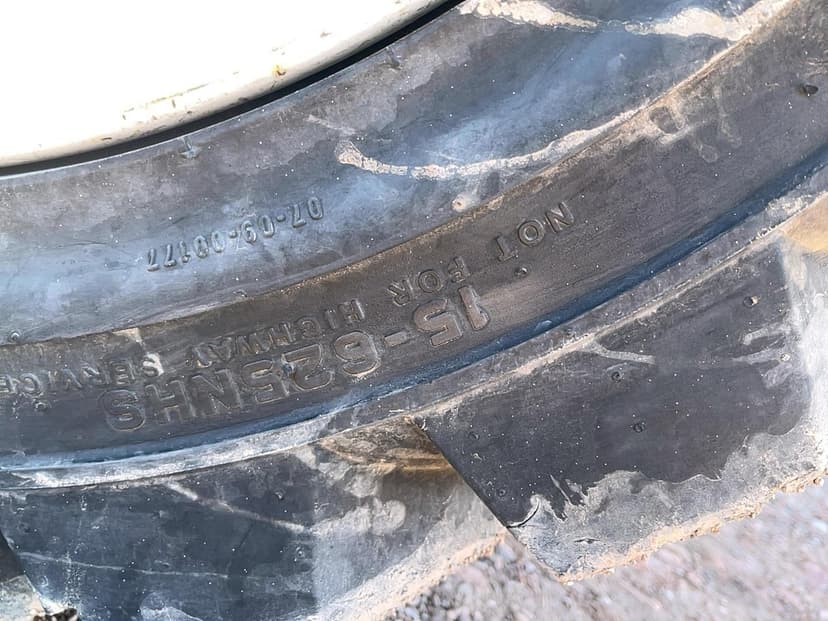 15-625NHS
NOT FOR HIGHWAY SERVICE
07-09-08177